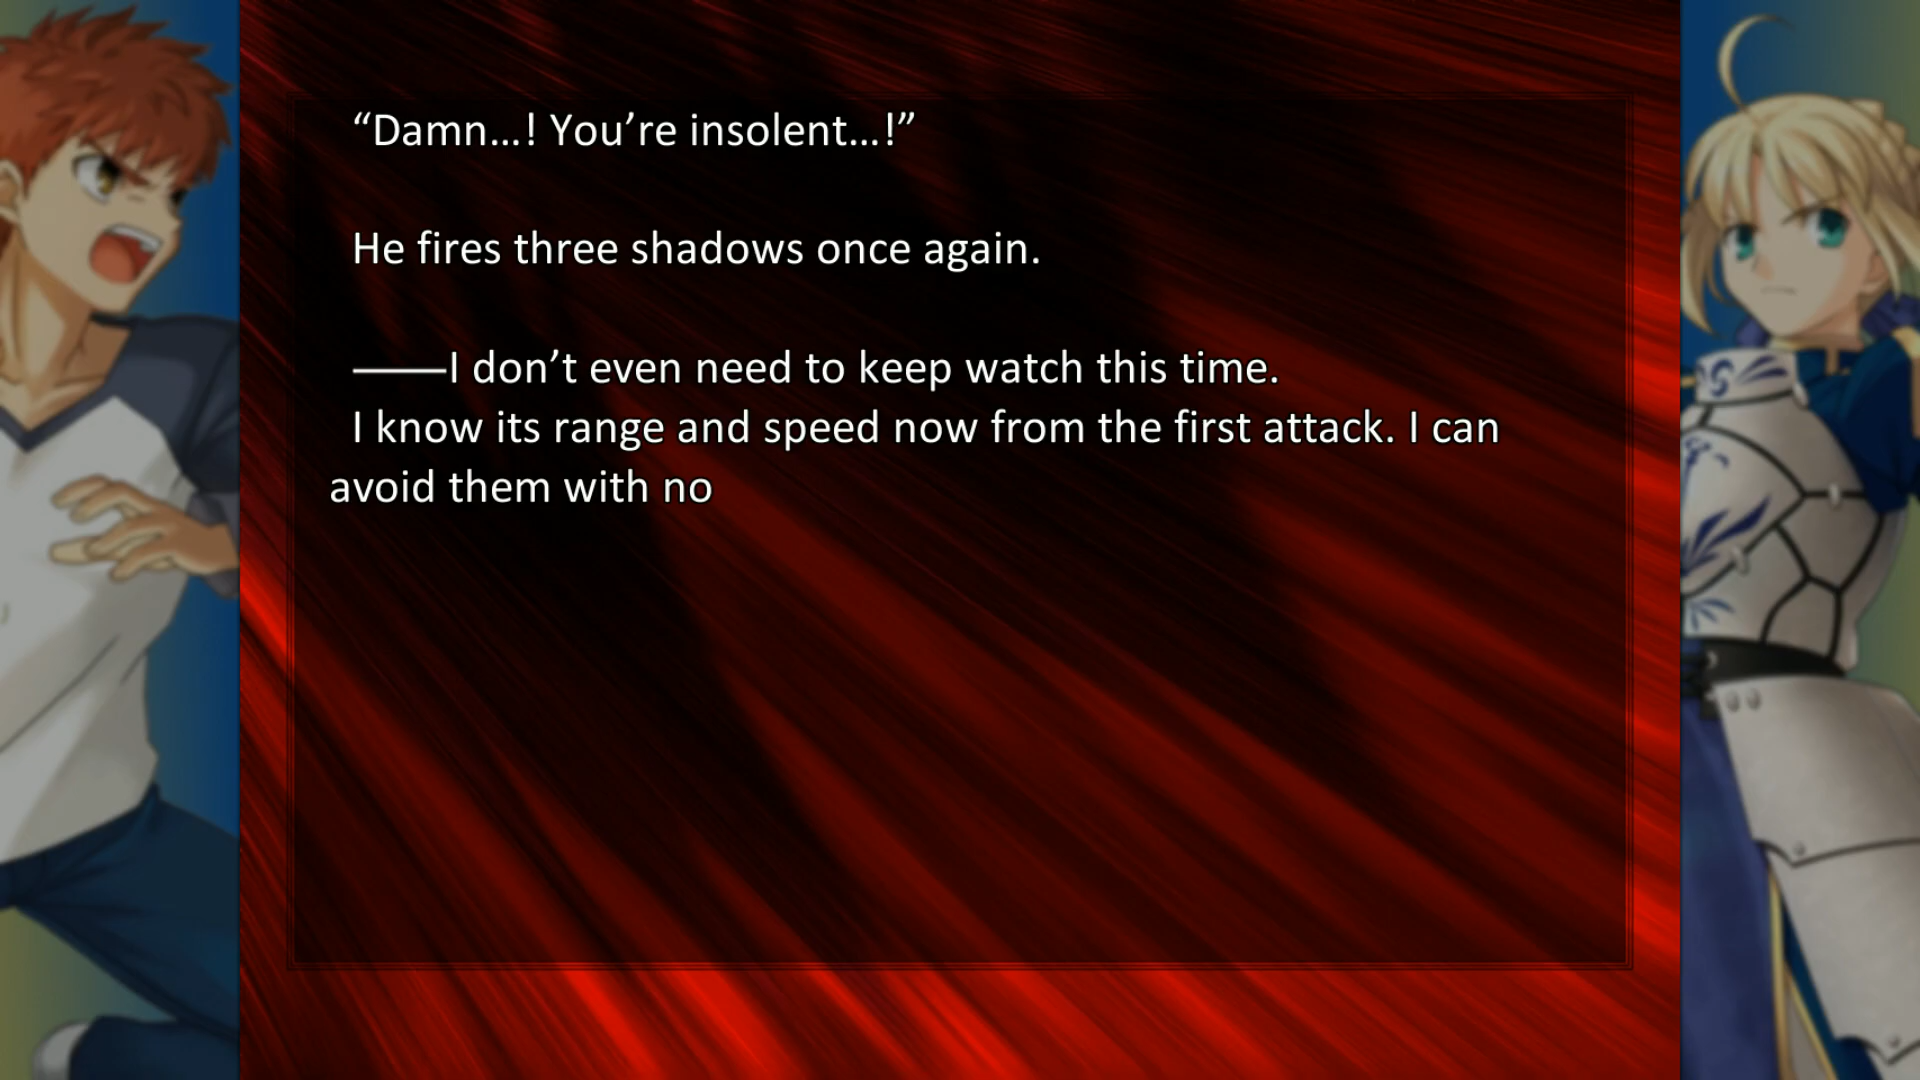 “Damn…! You’re insolent…!”
He fires three shadows once again.
――I don’t even need to keep watch this time.
I know its range and speed now from the first attack. I can
avoid them with no